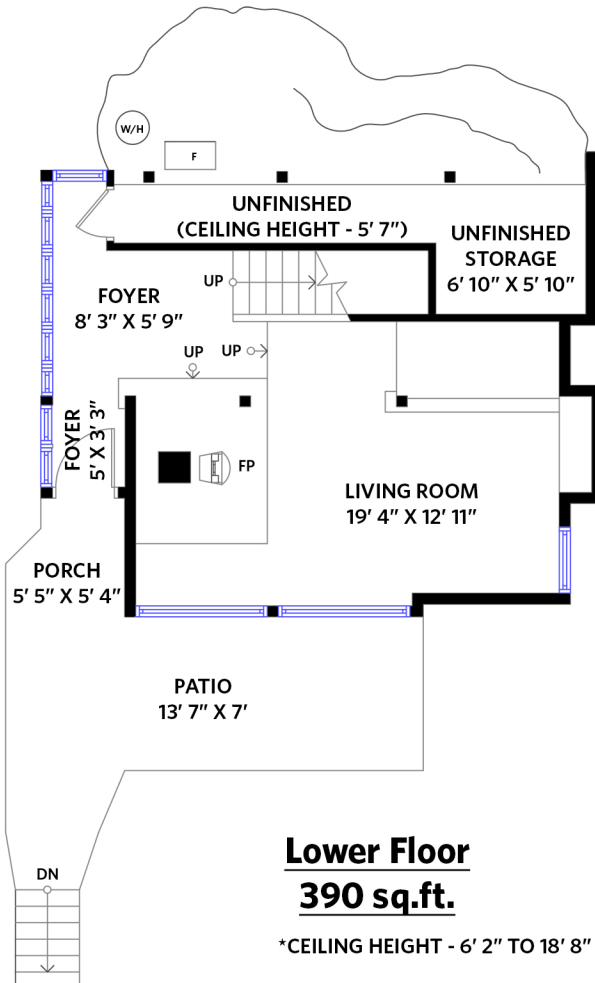 W/H
F
UNFINISHED
(CEILING HEIGHT - 5' 7")
UNFINISHED
STORAGE
6' 10" X 5' 10"
UP
FOYER
8' 3" X 5' 9"
UP
UP
FOYER
5' X 3' 3"
FP
LIVING ROOM
19' 4" X 12' 11"
PORCH
5' 5" X 5' 4"
PATIO
13' 7" X 7'
DN
Lower Floor
390 sq.ft.
*CEILING HEIGHT - 6' 2" TO 18' 8"